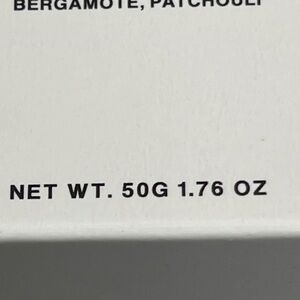 BERGAMOTE, PATCHOULI
NET WT. 50G 1.76 OZ